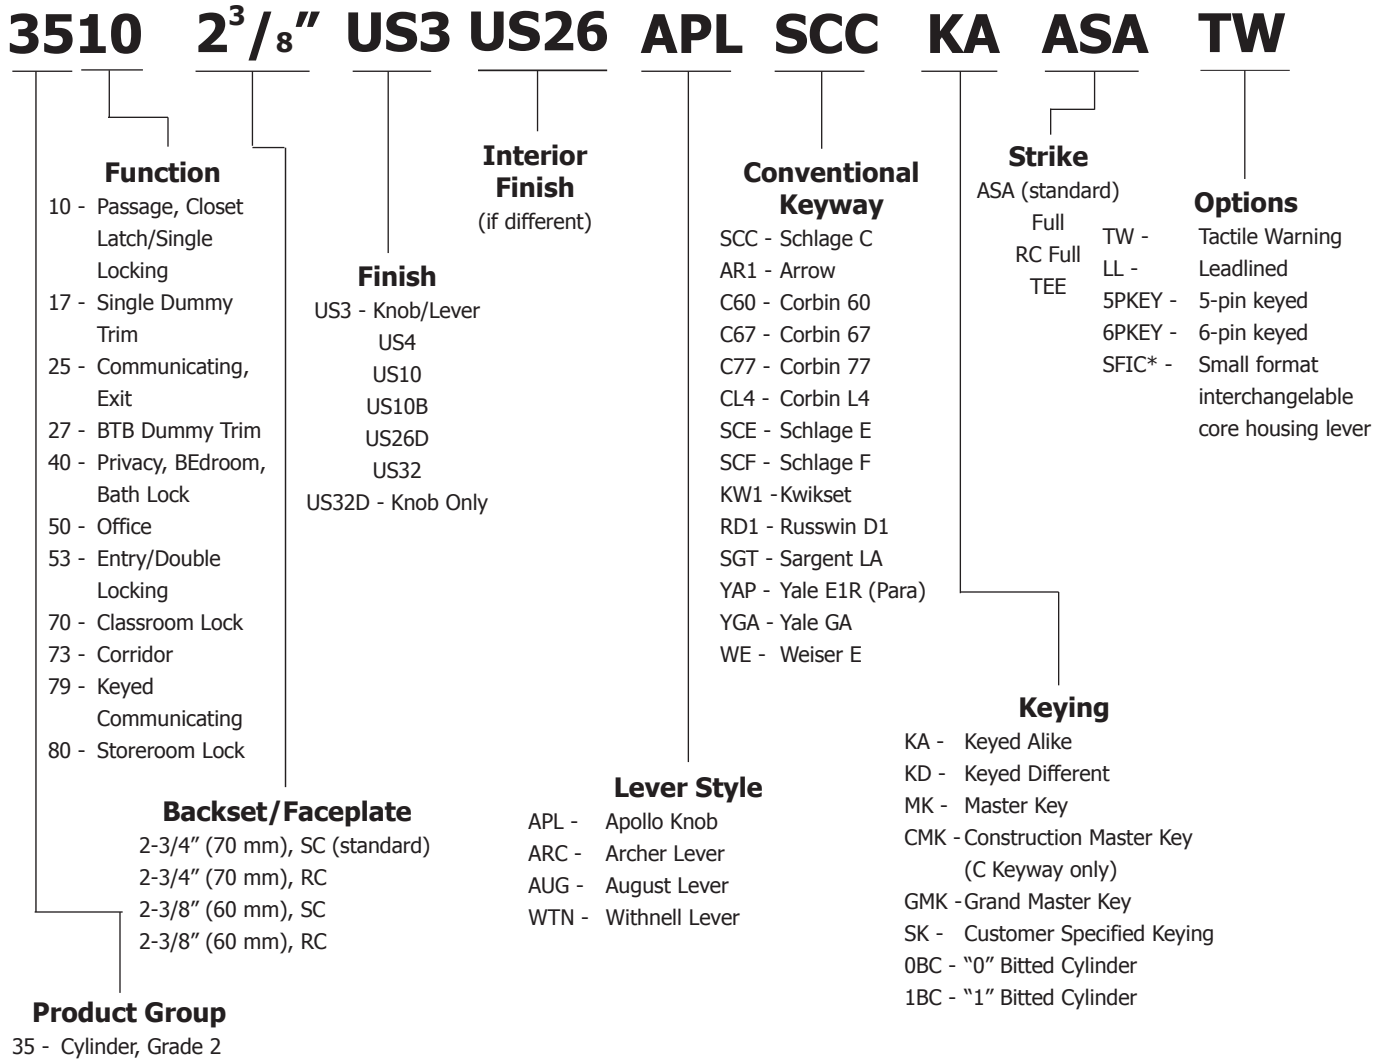 3510 2 3/8” US3 US26 APL SCC KA ASA TW
Function
10 - Passage, Closet
Latch/Single
Locking
17 - Single Dummy
Trim
25 - Communicating,
Exit
27 - BTB Dummy Trim
40 - Privacy, BEdroom,
Bath Lock
50 - Office
53 - Entry/Double
Locking
70 - Classroom Lock
73 - Corridor
79 - Keyed
Communicating
80 - Storeroom Lock
Backset/Faceplate
2-3/4” (70 mm), SC (standard)
2-3/4” (70 mm), RC
2-3/8” (60 mm), SC
2-3/8” (60 mm), RC
Product Group
35 - Cylinder, Grade 2
Finish
US3 - Knob/Lever
US4
US10
US10B
US26D
US32
US32D - Knob Only
Interior
Finish
(if different)
Lever Style
APL - Apollo Knob
ARC - Archer Lever
AUG - August Lever
WTN - Withnell Lever
Conventional
Keyway
SCC - Schlage C
AR1 - Arrow
C60 - Corbin 60
C67 - Corbin 67
C77 - Corbin 77
CL4 - Corbin L4
SCE - Schlage E
SCF - Schlage F
KW1 - Kwikset
RD1 - Russwin D1
SGT - Sargent LA
YAP - Yale E1R (Para)
YGA - Yale GA
WE - Weiser E
Keying
KA - Keyed Alike
KD - Keyed Different
MK - Master Key
CMK - Construction Master Key
(C Keyway only)
GMK - Grand Master Key
SK - Customer Specified Keying
0BC - “0” Bitted Cylinder
1BC - “1” Bitted Cylinder
Strike
ASA (standard)
Full
RC Full
TEE
Options
TW - Tactile Warning
LL - Leadlined
5PKEY - 5-pin keyed
6PKEY - 6-pin keyed
SFIC* - Small format
interchangelable
core housing lever